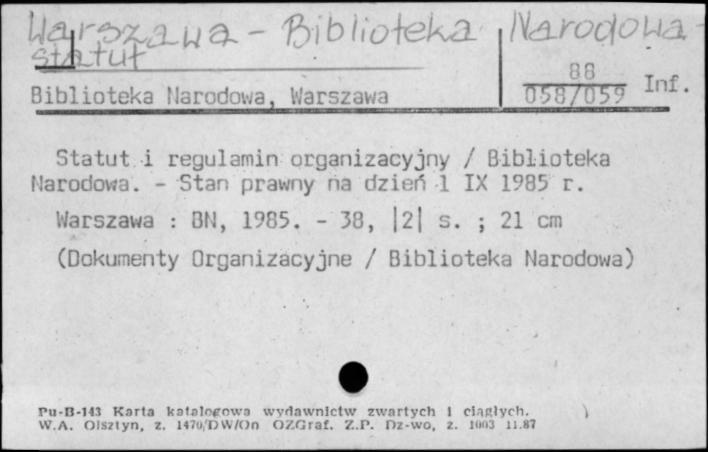 Warszawa - Biblioteka Narodowa -
statut
88
058/059 Inf.
Biblioteka Narodowa, Warszawa
Statut i regulamin organizacyjny / Biblioteka
Narodowa. - Stan prawny na dzień 1 IX 1985 r.
Warszawa : BN, 1985. - 38, |2| s. ; 21 cm
(Dokumenty Organizacyjne / Biblioteka Narodowa)
Pu-B-143 Karta katalogowa wydawnictw zwartych i ciągłych.
W.A. Olsztyn, z. 1470/DW/On OZGraf. Z.P. Dz-wo, z. 1003 11.87